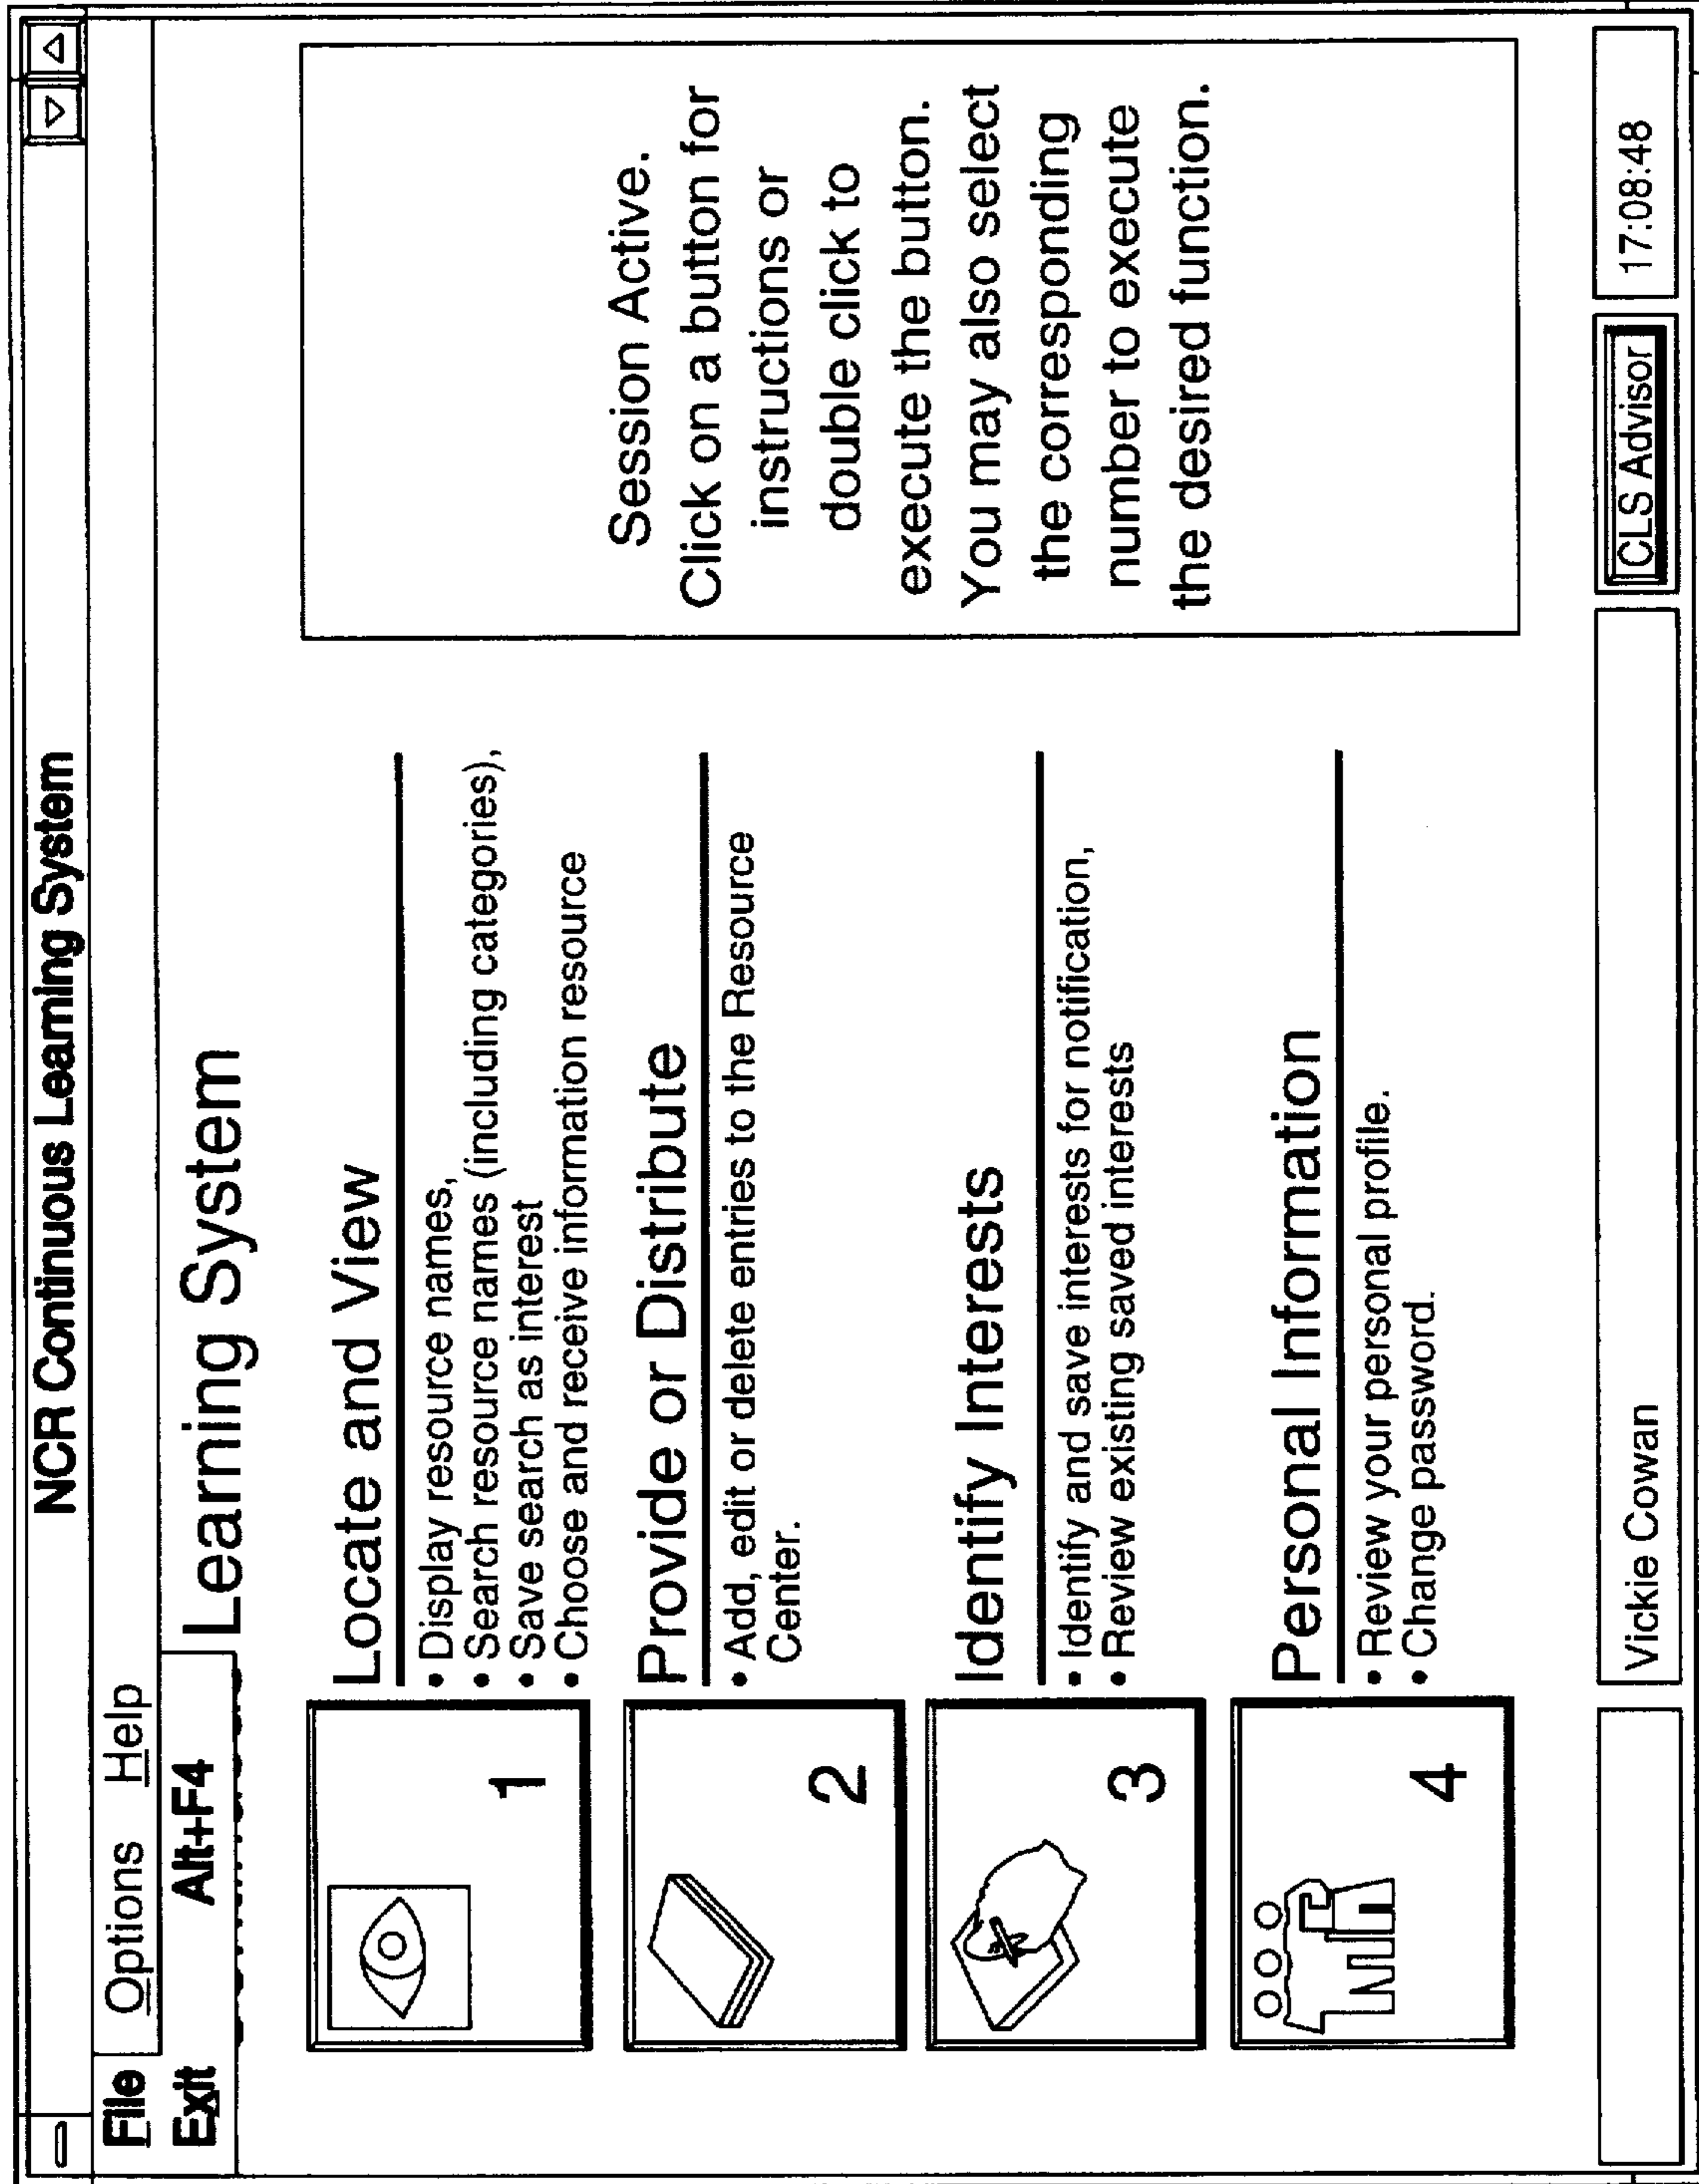 NCR Continuous Learning System
File Options Help
Exit Alt+F4
Learning System
1
Locate and View
• Display resource names,
• Search resource names (including categories),
• Save search as interest
• Choose and receive information resource
2
Provide or Distribute
• Add, edit or delete entries to the Resource
Center.
3
Identify Interests
• Identify and save interests for notification,
• Review existing saved interests
4
Personal Information
• Review your personal profile.
• Change password.
Session Active.
Click on a button for
instructions or
double click to
execute the button.
You may also select
the corresponding
number to execute
the desired function.
Vickie Cowan
CLS Advisor
17:08:48